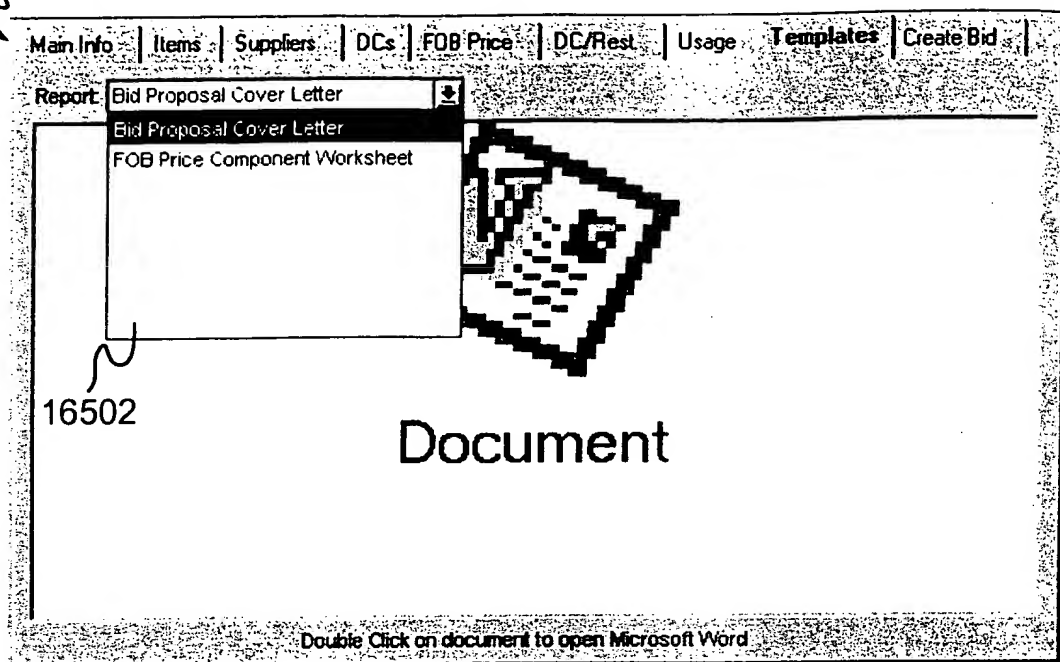 Main Info Items Suppliers DCs FOB Price DC/Rest. Usage Templates Create Bid
Report: Bid Proposal Cover Letter
Bid Proposal Cover Letter
FOB Price Component Worksheet
16502
Document
Double Click on document to open Microsoft Word